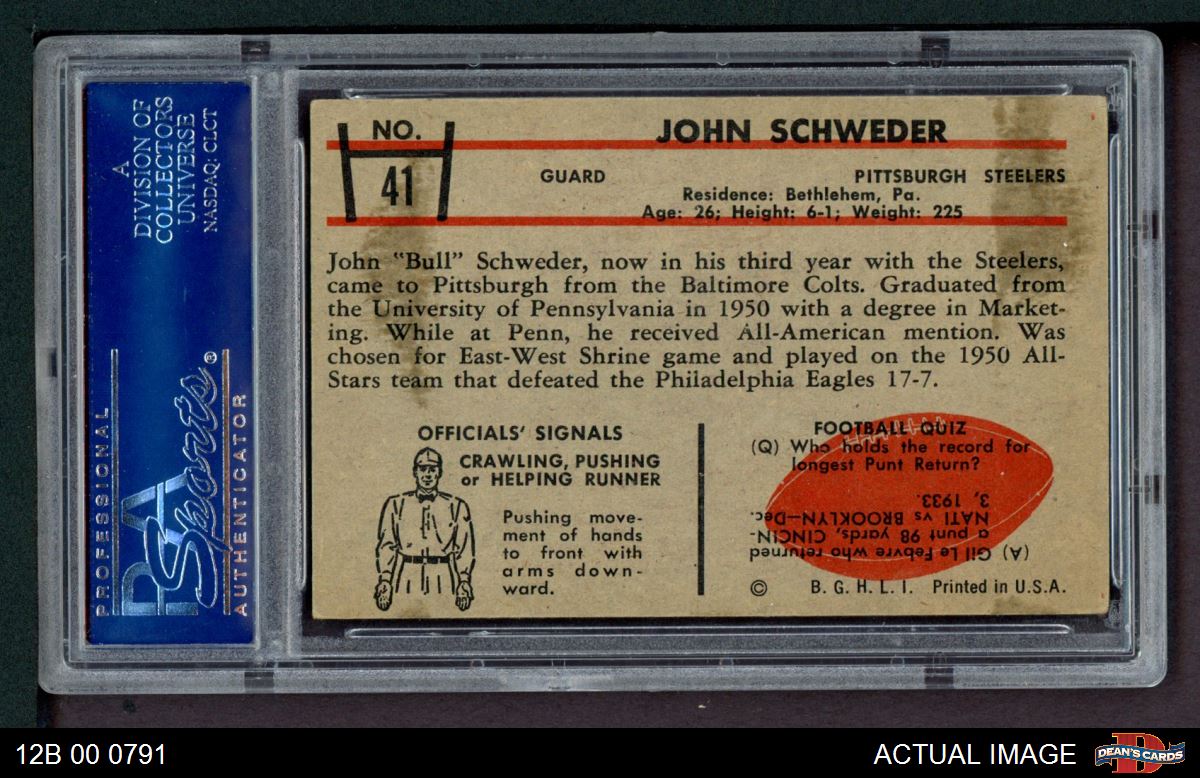 A
DIVISION OF
COLLECTORS
UNIVERSE
NASDAQ: CLCT
PROFESSIONAL
PSA
Sports®
AUTHENTICATOR
NO.
41
JOHN SCHWEDER
GUARD
PITTSBURGH STEELERS
Residence: Bethlehem, Pa.
Age: 26; Height: 6-1; Weight: 225
John "Bull" Schweder, now in his third year with the Steelers,
came to Pittsburgh from the Baltimore Colts. Graduated from
the University of Pennsylvania in 1950 with a degree in Market-
ing. While at Penn, he received All-American mention. Was
chosen for East-West Shrine game and played on the 1950 All-
Stars team that defeated the Philadelphia Eagles 17-7.
OFFICIALS' SIGNALS
CRAWLING, PUSHING
or HELPING RUNNER
Pushing move-
ment of hands
to front with
arms down-
ward.
FOOTBALL QUIZ
(Q) Who holds the record for
longest Punt Return?
(A) Gil Le Febvre who returned
a punt 98 yards, CINCIN-
NATI vs BROOKLYN—Dec.
3, 1933.
© B. G. H. L. I. Printed in U.S.A.
12B 00 0791
ACTUAL IMAGE
DEAN'S CARDS